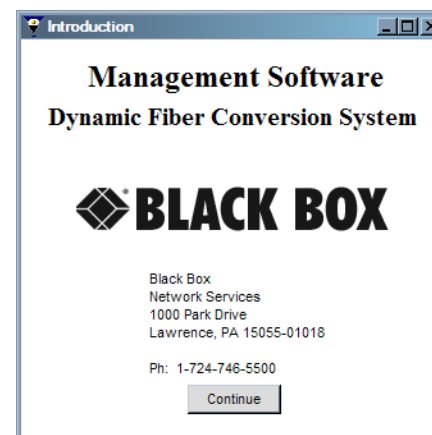 Introduction
Management Software
Dynamic Fiber Conversion System
BLACK BOX
Black Box
Network Services
1000 Park Drive
Lawrence, PA 15055-01018
Ph: 1-724-746-5500
Continue